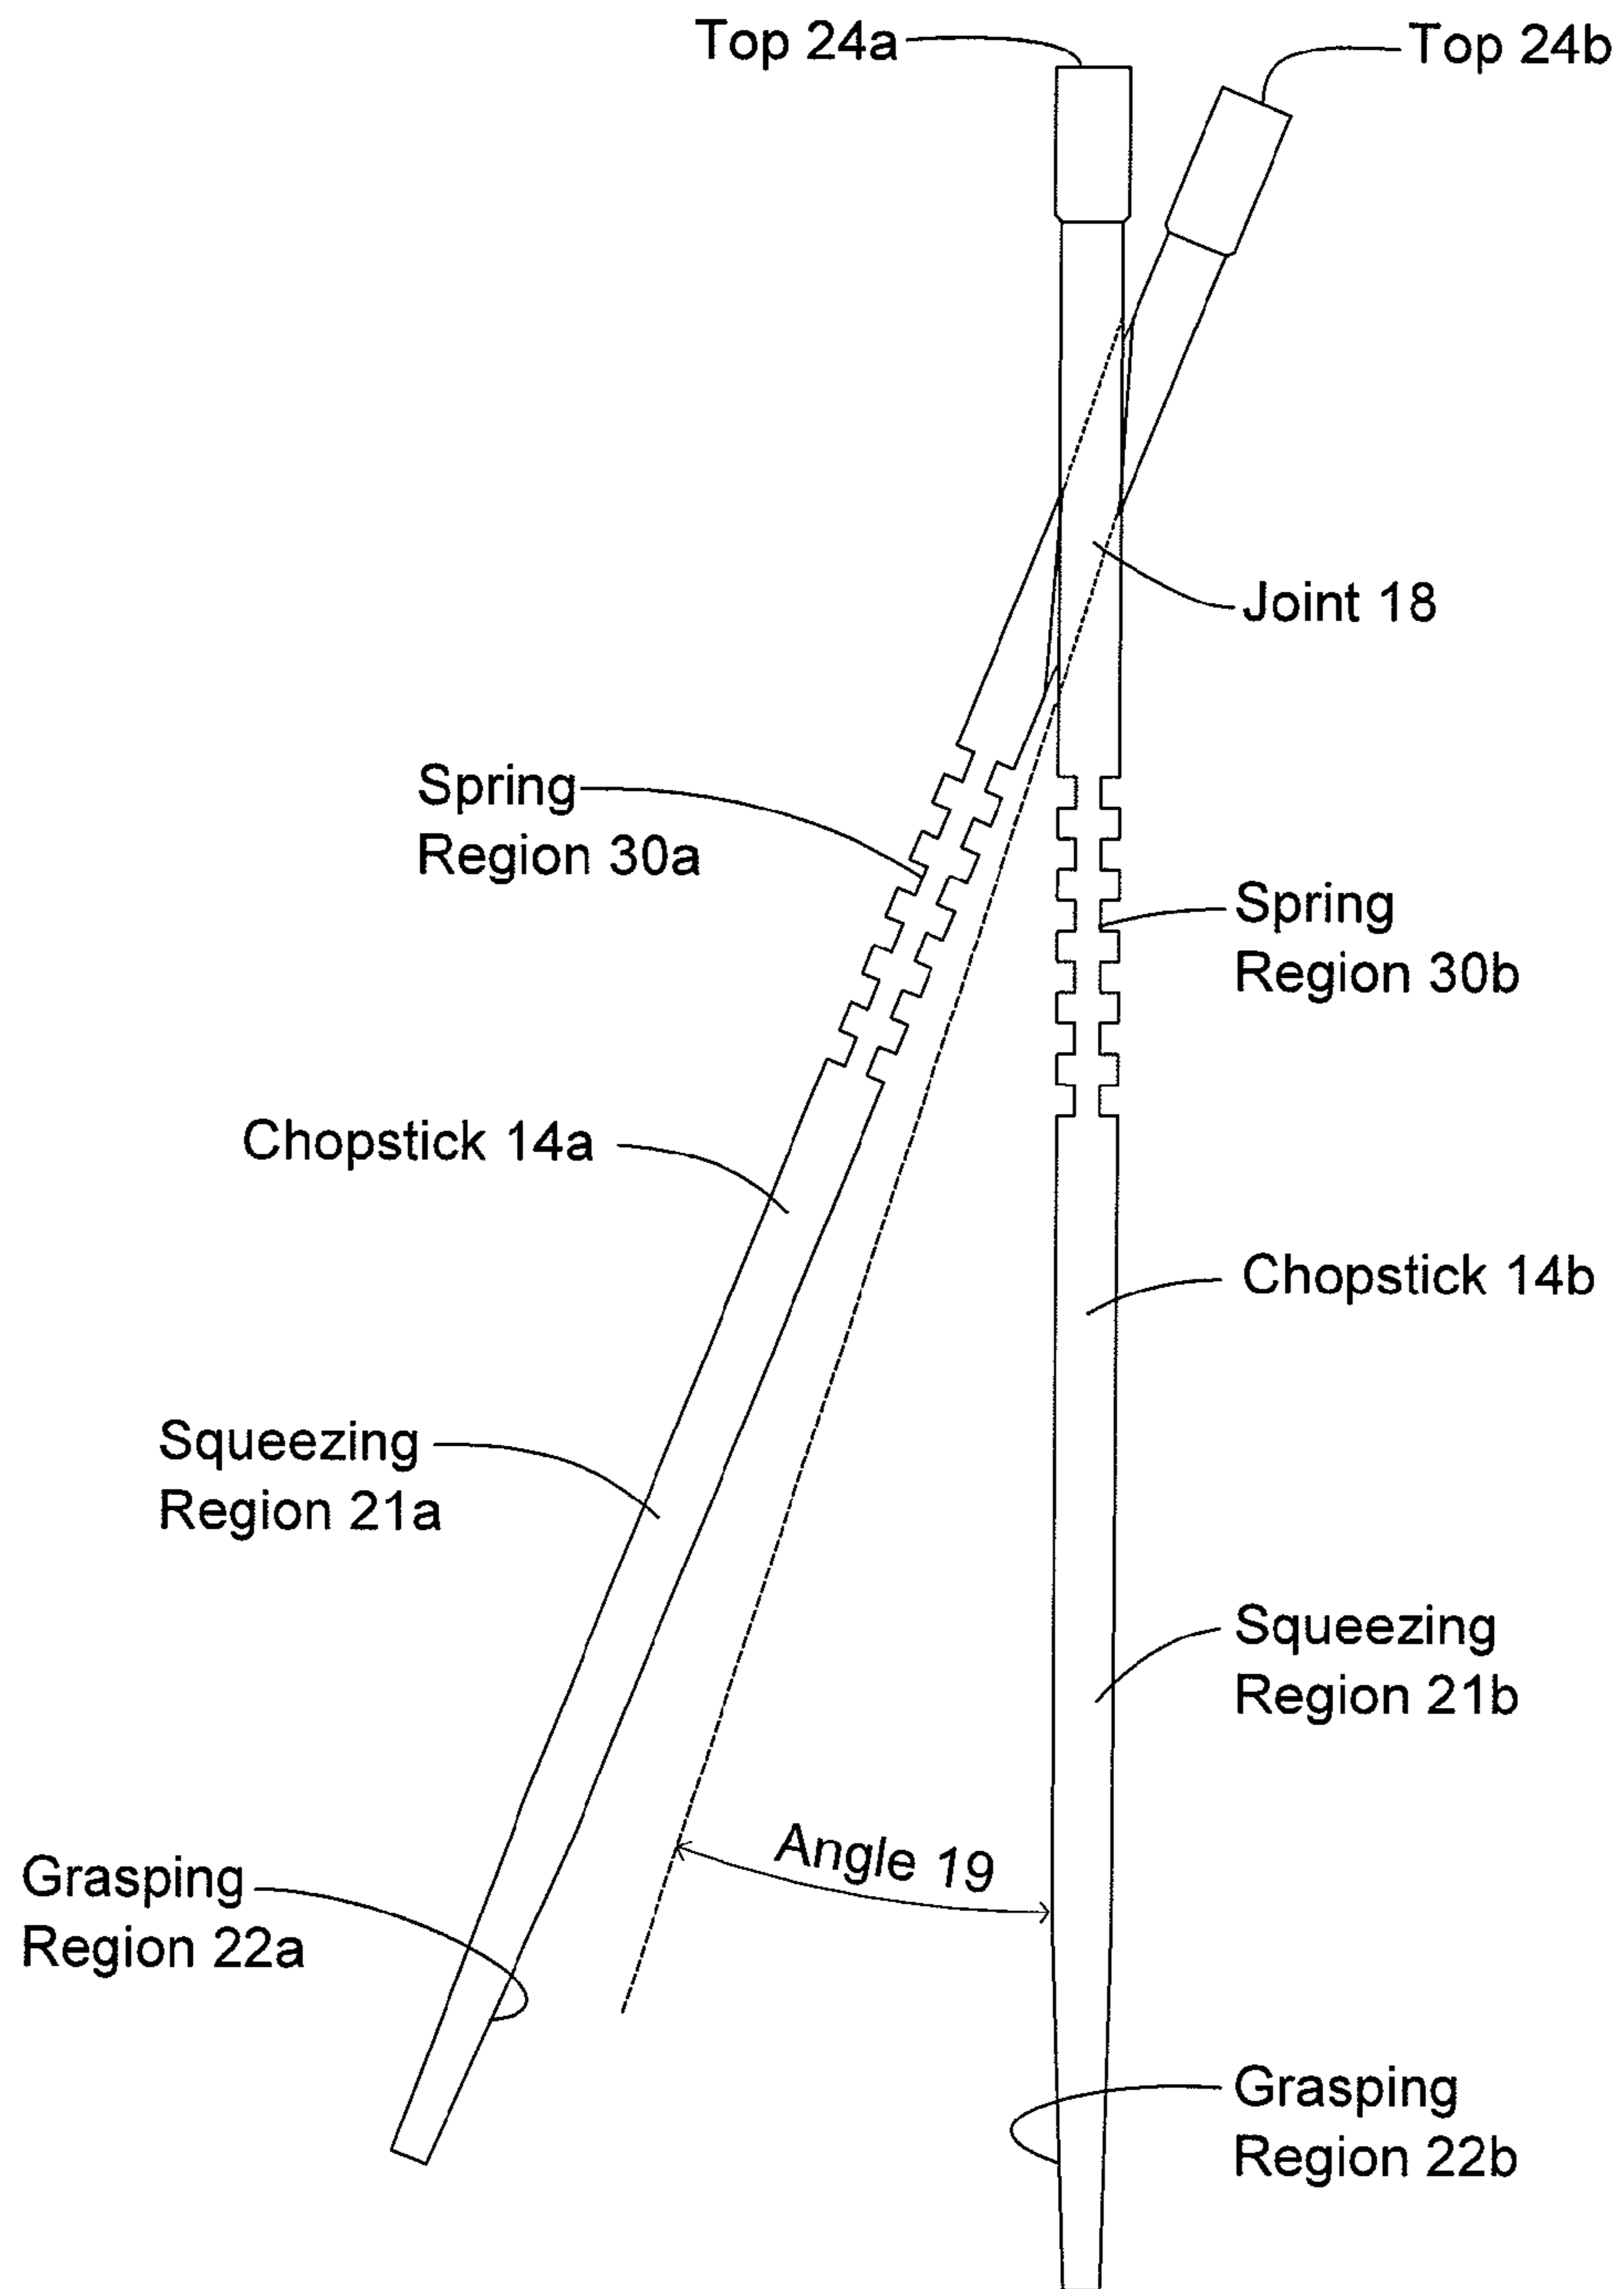 Top 24a
Top 24b
Joint 18
Spring
Region 30a
Spring
Region 30b
Chopstick 14a
Chopstick 14b
Squeezing
Region 21a
Squeezing
Region 21b
Angle 19
Grasping
Region 22a
Grasping
Region 22b